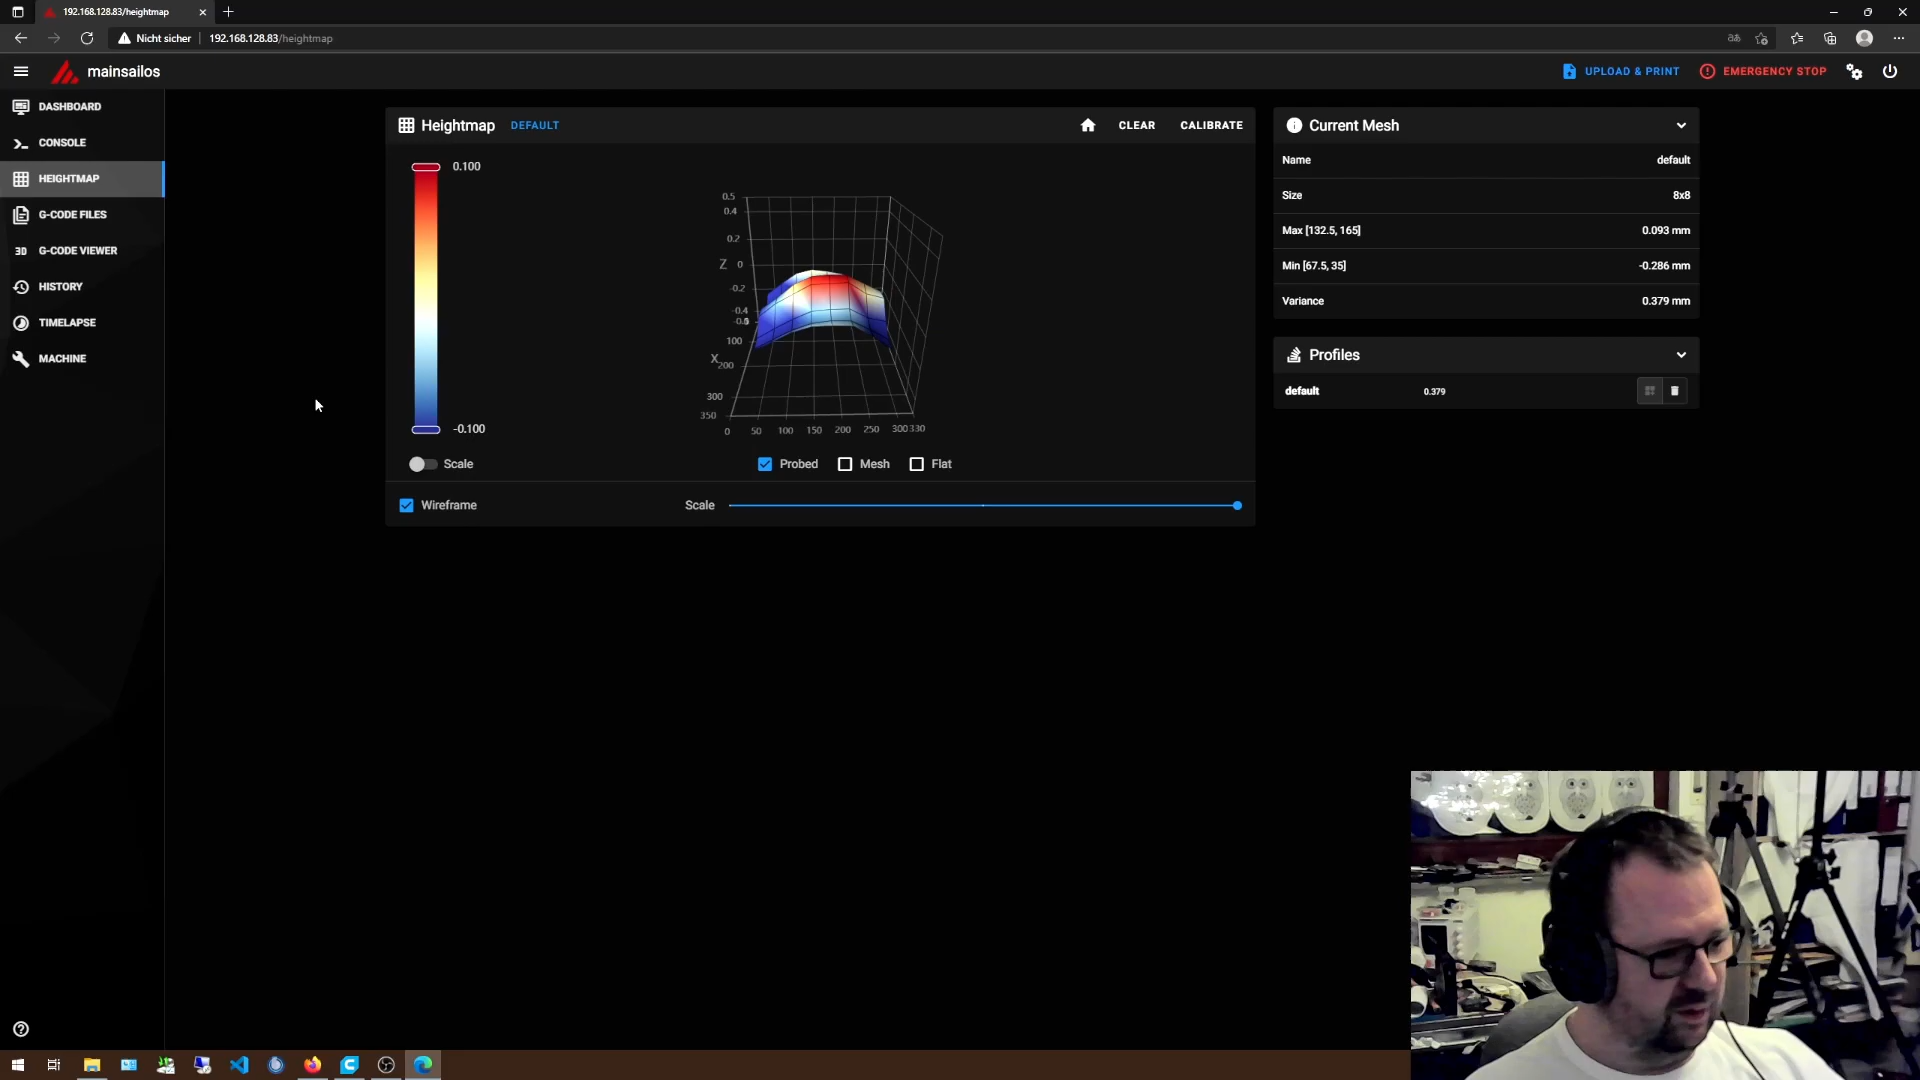 192.168.128.83/heightmap
Nicht sicher
192.168.128.83/heightmap
mainsailos
UPLOAD & PRINT
EMERGENCY STOP
DASHBOARD
CONSOLE
HEIGHTMAP
G-CODE FILES
3D G-CODE VIEWER
HISTORY
TIMELAPSE
MACHINE
Heightmap DEFAULT
CLEAR CALIBRATE
0.100
-0.100
0.5
0.4
0.2
Z 0
-0.2
-0.4
100
X 200
300
350
0 50 100 150 200 250 300 330
Scale
Probed Mesh Flat
Wireframe
Scale
Current Mesh
Name default
Size 8x8
Max [132.5, 165] 0.093 mm
Min [67.5, 35] -0.286 mm
Variance 0.379 mm
Profiles
default 0.379